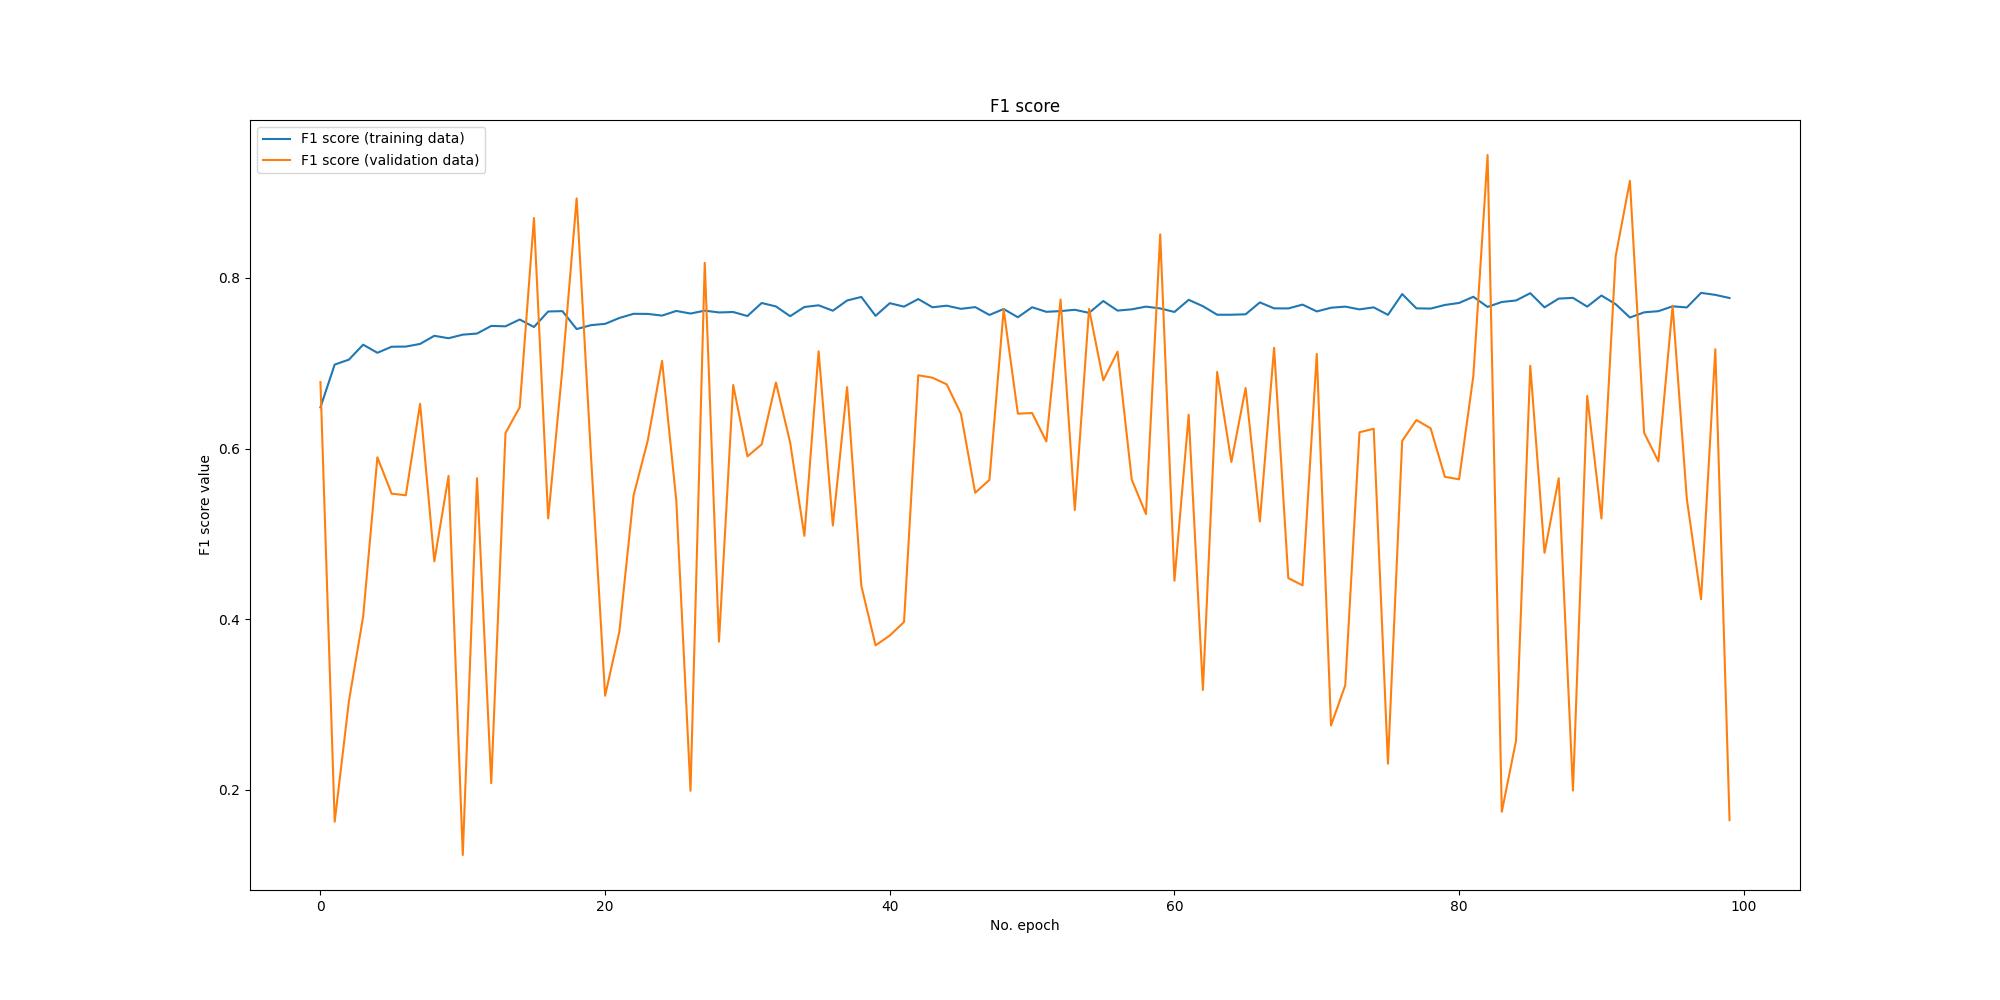 F1 score
F1 score (training data)
F1 score (validation data)
F1 score value
0.8
0.6
0.4
0.2
0 20 40 60 80 100
No. epoch